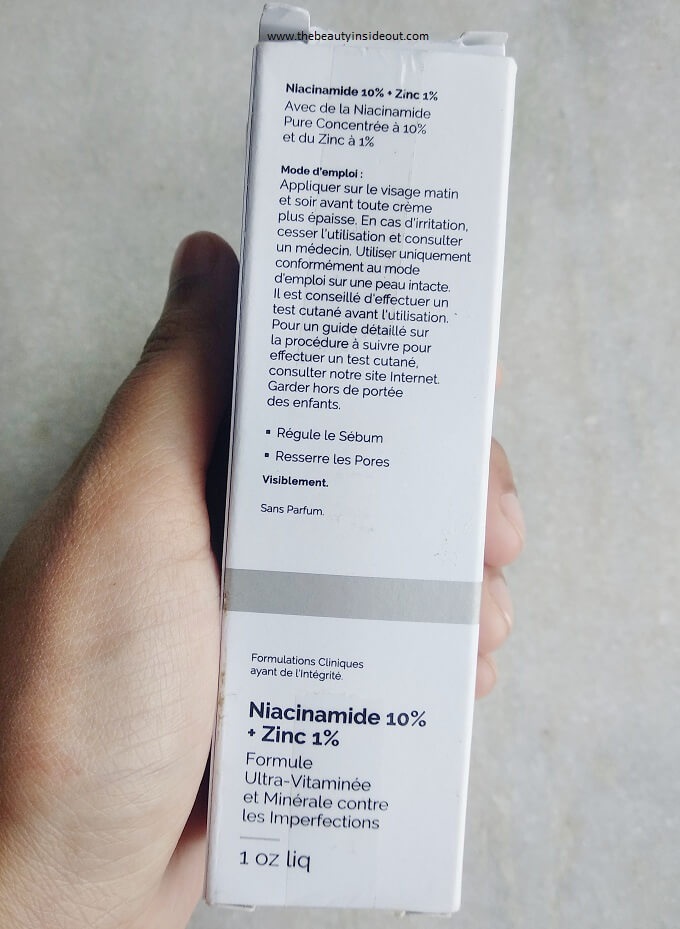 www.thebeautyinsideout.com
Niacinamide 10% + Zinc 1%
Avec de la Niacinamide
Pure Concentrée à 10%
et du Zinc à 1%
Mode d'emploi :
Appliquer sur le visage matin
et soir avant toute crème
plus épaisse. En cas d'irritation,
cesser l'utilisation et consulter
un médecin. Utiliser uniquement
conformément au mode
d'emploi sur une peau intacte.
Il est conseillé d'effectuer un
test cutané avant l'utilisation.
Pour un guide détaillé sur
la procédure à suivre pour
effectuer un test cutané,
consulter notre site Internet.
Garder hors de portée
des enfants.
▪ Régule le Sébum
▪ Resserre les Pores
Visiblement.
Sans Parfum.
Formulations Cliniques
ayant de l'Intégrité.
Niacinamide 10%
+ Zinc 1%
Formule
Ultra-Vitaminée
et Minérale contre
les Imperfections
1 oz liq